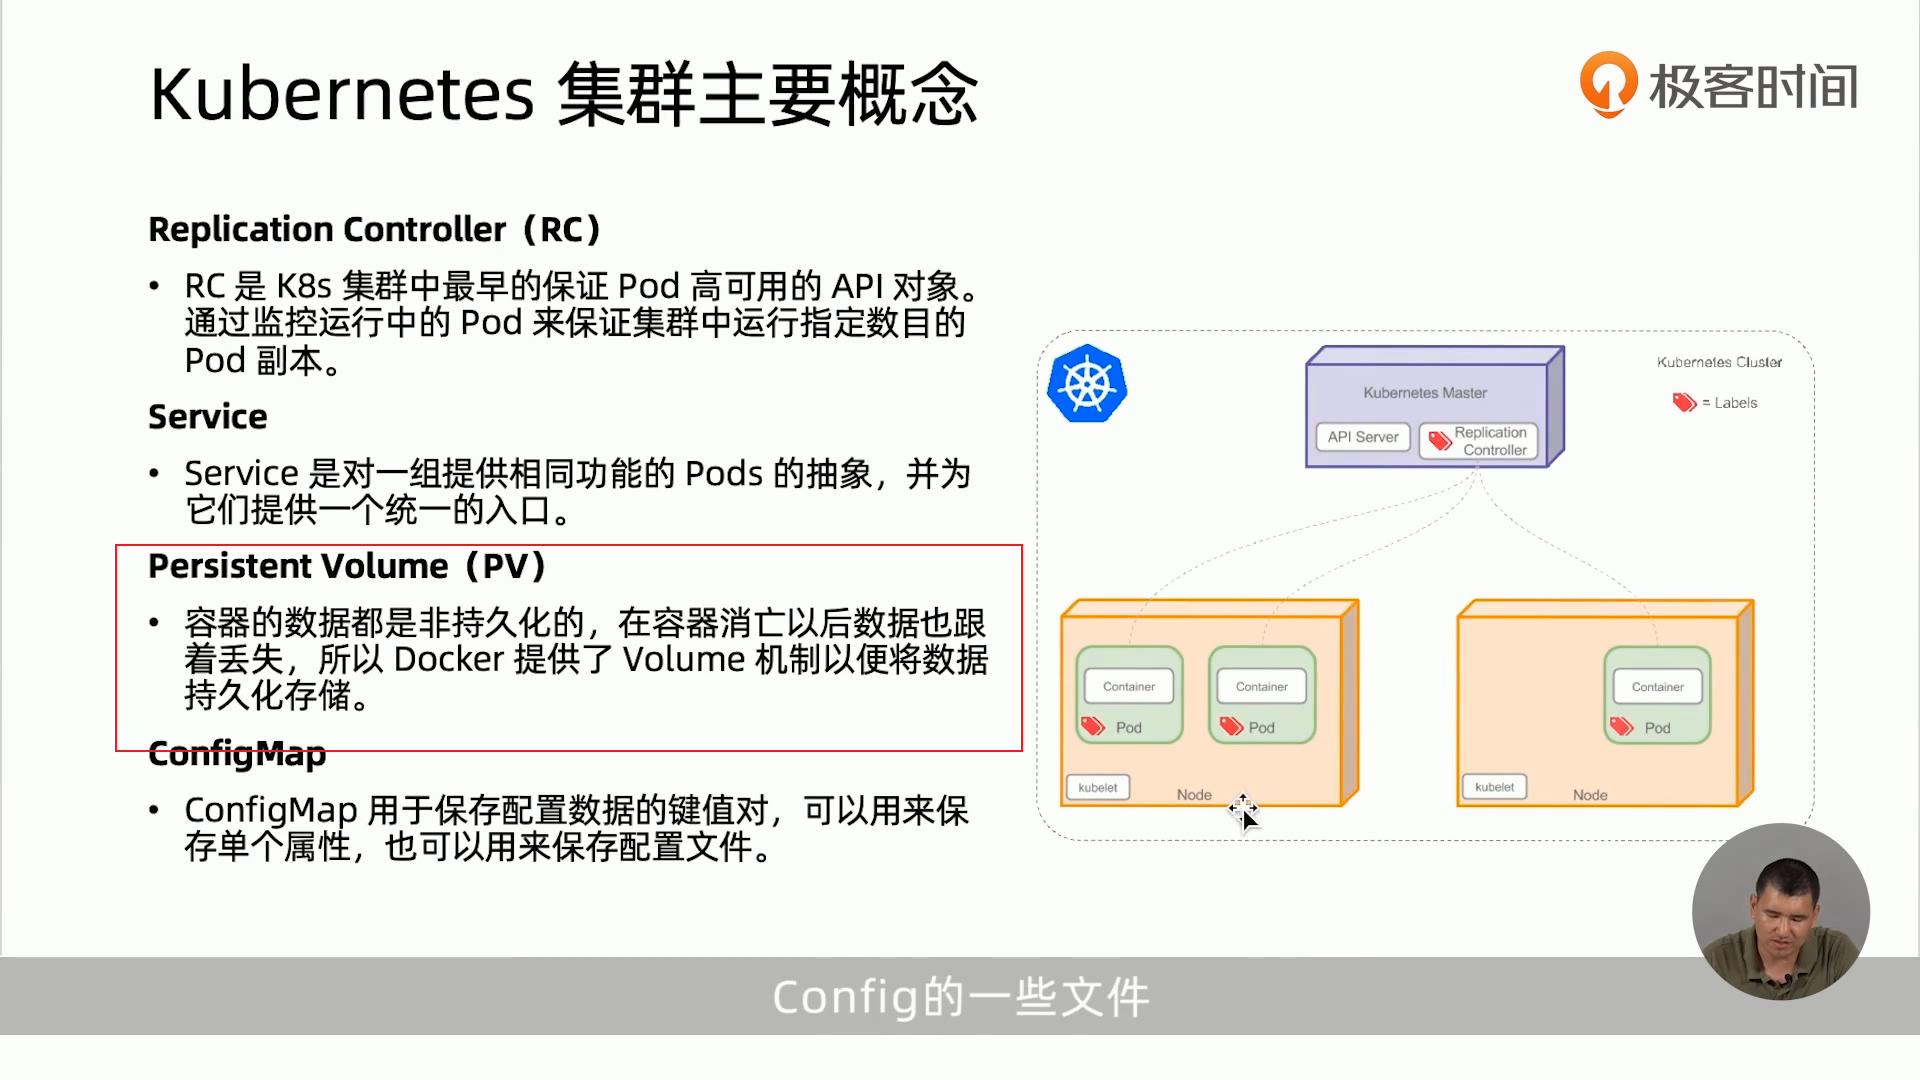 Kubernetes 集群主要概念
极客时间
Replication Controller（RC）
• RC 是 K8s 集群中最早的保证 Pod 高可用的 API 对象。
通过监控运行中的 Pod 来保证集群中运行指定数目的
Pod 副本。
Service
• Service 是对一组提供相同功能的 Pods 的抽象，并为
它们提供一个统一的入口。
Persistent Volume（PV）
• 容器的数据都是非持久化的，在容器消亡以后数据也跟
着丢失，所以 Docker 提供了 Volume 机制以便将数据
持久化存储。
ConfigMap
• ConfigMap 用于保存配置数据的键值对，可以用来保
存单个属性，也可以用来保存配置文件。
Kubernetes Cluster
= Labels
Kubernetes Master
API Server
Replication
Controller
Container
Pod
Container
Pod
kubelet
Node
Container
Pod
kubelet
Node
Config的一些文件